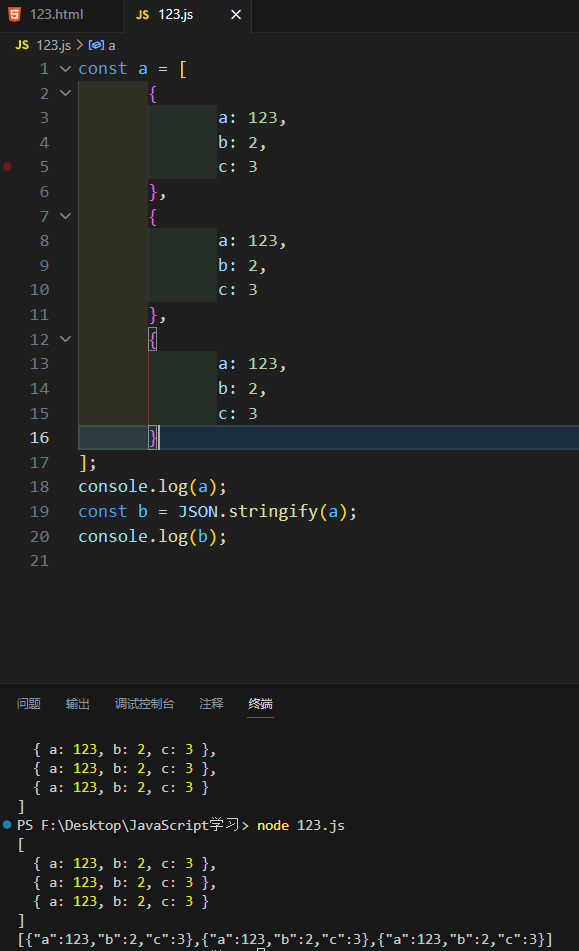 123.html
JS 123.js
JS 123.js > a
1 const a = [
2 {
3 a: 123,
4 b: 2,
5 c: 3
6 },
7 {
8 a: 123,
9 b: 2,
10 c: 3
11 },
12 {
13 a: 123,
14 b: 2,
15 c: 3
16 }
17 ];
18 console.log(a);
19 const b = JSON.stringify(a);
20 console.log(b);
21
问题 输出 调试控制台 注释 终端
{ a: 123, b: 2, c: 3 },
{ a: 123, b: 2, c: 3 },
{ a: 123, b: 2, c: 3 }
]
PS F:\Desktop\JavaScript学习> node 123.js
[
{ a: 123, b: 2, c: 3 },
{ a: 123, b: 2, c: 3 },
{ a: 123, b: 2, c: 3 }
]
[{"a":123,"b":2,"c":3},{"a":123,"b":2,"c":3},{"a":123,"b":2,"c":3}]